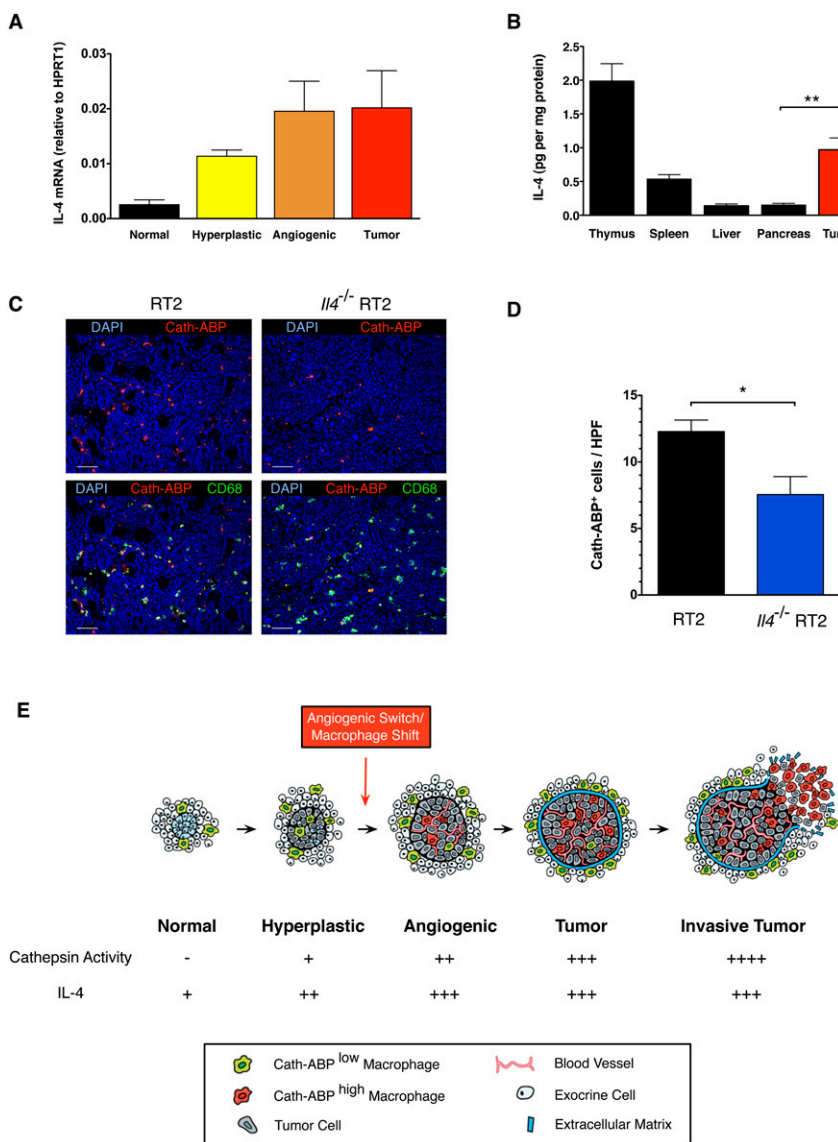 A
IL-4 mRNA (relative to HPRT1)
0.03
0.02
0.01
0.00
Normal Hyperplastic Angiogenic Tumor
B
IL-4 (pg per mg protein)
2.5
2.0
1.5
1.0
0.5
0.0
**
Thymus Spleen Liver Pancreas
C
RT2 Il4-/- RT2
DAPI Cath-ABP DAPI Cath-ABP
DAPI Cath-ABP CD68 DAPI Cath-ABP CD68
D
Cath-ABP+ cells / HPF
15
12
9
6
3
0
*
RT2 Il4-/- RT2
E
Angiogenic Switch/
Macrophage Shift
Normal Hyperplastic Angiogenic Tumor Invasive Tumor
Cathepsin Activity - + ++ +++ ++++
IL-4 + ++ +++ +++ +++
Cath-ABP low Macrophage Blood Vessel
Cath-ABP high Macrophage Exocrine Cell
Tumor Cell Extracellular Matrix